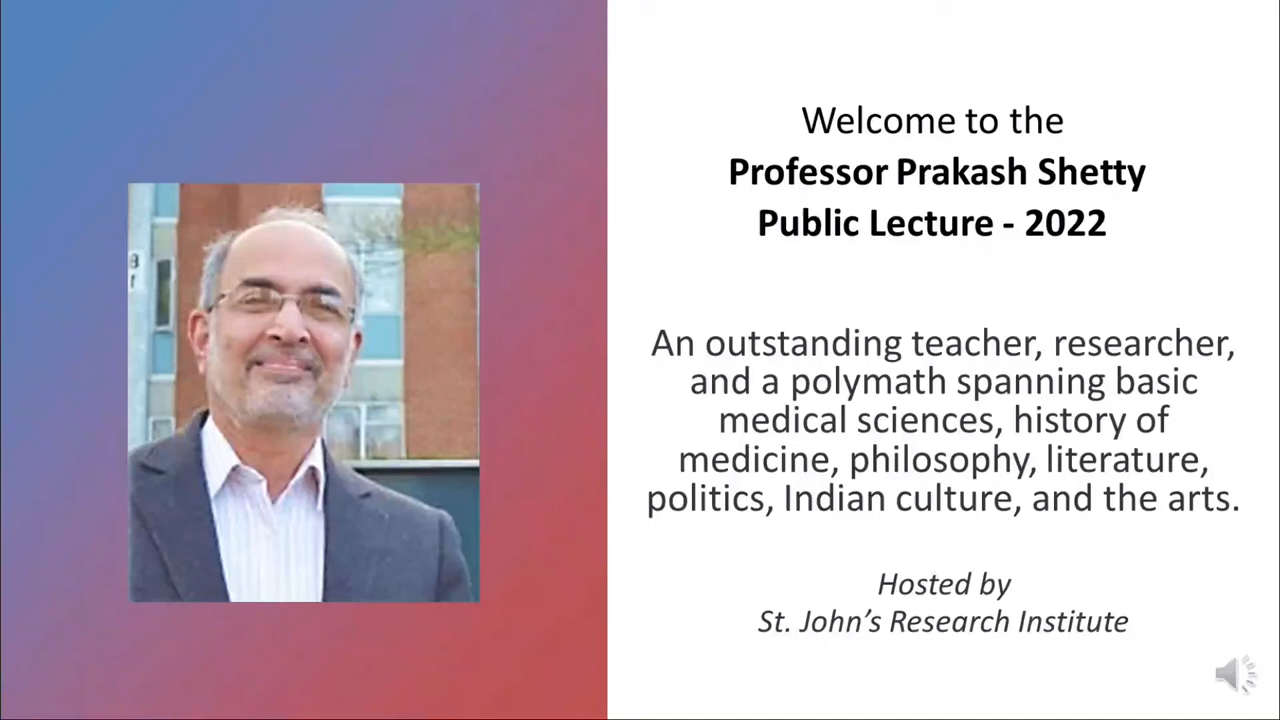 Welcome to the
Professor Prakash Shetty
Public Lecture - 2022
An outstanding teacher, researcher,
and a polymath spanning basic
medical sciences, history of
medicine, philosophy, literature,
politics, Indian culture, and the arts.
Hosted by
St. John’s Research Institute